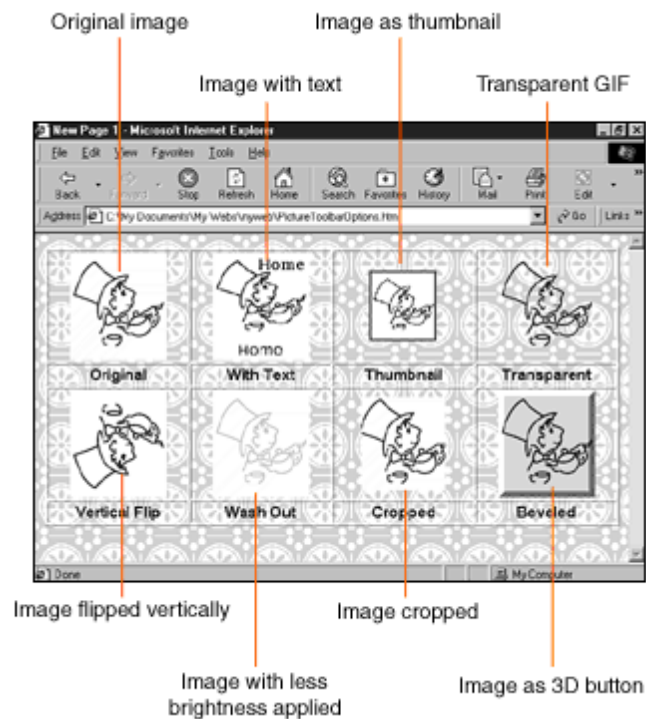 Original image
Image as thumbnail
Image with text
Transparent GIF
New Page 1 - Microsoft Internet Explorer
File Edit View Favorites Tools Help
Back Forward Stop Refresh Home Search Favorites History Mail Print Edit
Address C:\My Documents\My Webs\myweb\PictureToolbarOptions.htm Go Links
Home
Home
Original With Text Thumbnail Transparent
Vertical Flip Wash Out Cropped Beveled
Done My Computer
Image flipped vertically
Image cropped
Image with less
brightness applied
Image as 3D button